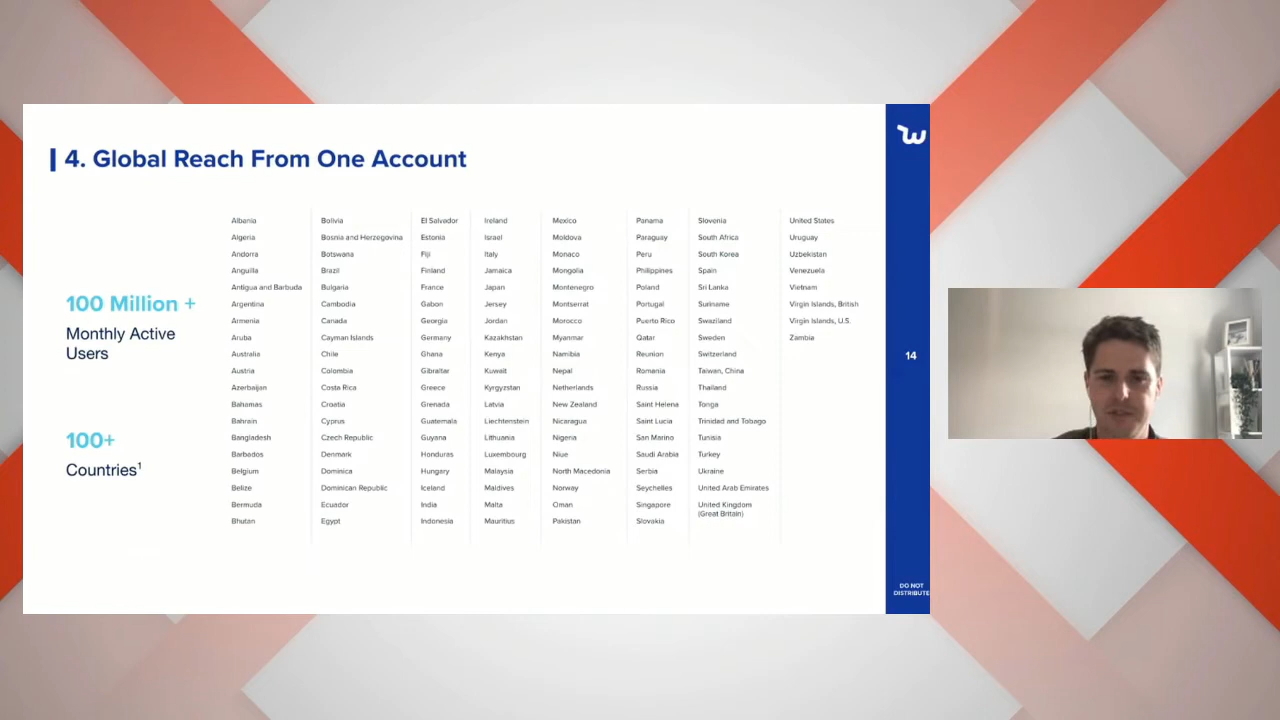 4. Global Reach From One Account
100 Million +
Monthly Active
Users
100+
Countries¹
Albania
Algeria
Andorra
Anguilla
Antigua and Barbuda
Argentina
Armenia
Aruba
Australia
Austria
Azerbaijan
Bahamas
Bahrain
Bangladesh
Barbados
Belgium
Belize
Bermuda
Bhutan
Bolivia
Bosnia and Herzegovina
Botswana
Brazil
Bulgaria
Cambodia
Canada
Cayman Islands
Chile
Colombia
Costa Rica
Croatia
Cyprus
Czech Republic
Denmark
Dominica
Dominican Republic
Ecuador
Egypt
El Salvador
Estonia
Fiji
Finland
France
Gabon
Georgia
Germany
Ghana
Gibraltar
Greece
Grenada
Guatemala
Guyana
Honduras
Hungary
Iceland
India
Indonesia
Ireland
Israel
Italy
Jamaica
Japan
Jersey
Jordan
Kazakhstan
Kenya
Kuwait
Kyrgyzstan
Latvia
Liechtenstein
Lithuania
Luxembourg
Malaysia
Maldives
Malta
Mauritius
Mexico
Moldova
Monaco
Mongolia
Montenegro
Montserrat
Morocco
Myanmar
Namibia
Nepal
Netherlands
New Zealand
Nicaragua
Nigeria
Niue
North Macedonia
Norway
Oman
Pakistan
Panama
Paraguay
Peru
Philippines
Poland
Portugal
Puerto Rico
Qatar
Reunion
Romania
Russia
Saint Helena
Saint Lucia
San Marino
Saudi Arabia
Serbia
Seychelles
Singapore
Slovakia
Slovenia
South Africa
South Korea
Spain
Sri Lanka
Suriname
Swaziland
Sweden
Switzerland
Taiwan, China
Thailand
Tonga
Trinidad and Tobago
Tunisia
Turkey
Ukraine
United Arab Emirates
United Kingdom
(Great Britain)
United States
Uruguay
Uzbekistan
Venezuela
Vietnam
Virgin Islands, British
Virgin Islands, U.S.
Zambia
w
14
DO NOT
DISTRIBUTE